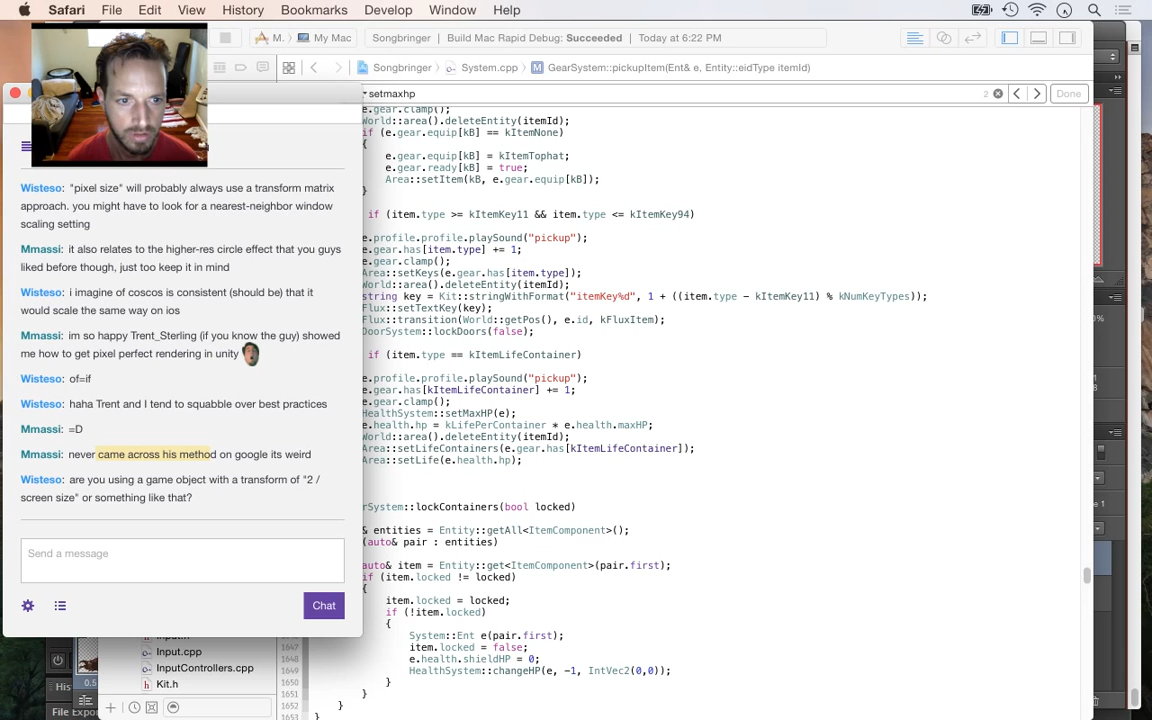 Safari File Edit View History Bookmarks Develop Window Help
M. My Mac Songbringer Build Mac Rapid Debug: Succeeded Today at 6:22 PM
Songbringer System.cpp M GearSystem::pickupItem(Ent& e, Entity::eidType itemId)
setmaxhp 2 Done
Wisteso: "pixel size" will probably always use a transform matrix
approach. you might have to look for a nearest-neighbor window
scaling setting
Mmassi: it also relates to the higher-res circle effect that you guys
liked before though, just too keep it in mind
Wisteso: i imagine of coscos is consistent (should be) that it
would scale the same way on ios
Mmassi: im so happy Trent_Sterling (if you know the guy) showed
me how to get pixel perfect rendering in unity
Wisteso: of=if
Wisteso: haha Trent and I tend to squabble over best practices
Mmassi: =D
Mmassi: never came across his method on google its weird
Wisteso: are you using a game object with a transform of "2 /
screen size" or something like that?
Send a message
Chat
Input.cpp
InputControllers.cpp
Kit.h
0.5
His
File Expor
e.gear.clamp();
World::area().deleteEntity(itemId);
if (e.gear.equip[kB] == kItemNone)
{
e.gear.equip[kB] = kItemTophat;
e.gear.ready[kB] = true;
Area::setItem(kB, e.gear.equip[kB]);
}
if (item.type >= kItemKey11 && item.type <= kItemKey94)
e.profile.profile.playSound("pickup");
e.gear.has[item.type] += 1;
e.gear.clamp();
Area::setKeys(e.gear.has[item.type]);
World::area().deleteEntity(itemId);
string key = Kit::stringWithFormat("itemKey%d", 1 + ((item.type - kItemKey11) % kNumKeyTypes));
Flux::setTextKey(key);
Flux::transition(World::getPos(), e.id, kFluxItem);
DoorSystem::lockDoors(false);
if (item.type == kItemLifeContainer)
e.profile.profile.playSound("pickup");
e.gear.has[kItemLifeContainer] += 1;
e.gear.clamp();
HealthSystem::setMaxHP(e);
e.health.hp = kLifePerContainer * e.health.maxHP;
World::area().deleteEntity(itemId);
Area::setLifeContainers(e.gear.has[kItemLifeContainer]);
Area::setLife(e.health.hp);
rSystem::lockContainers(bool locked)
& entities = Entity::getAll<ItemComponent>();
(auto& pair : entities)
auto& item = Entity::get<ItemComponent>(pair.first);
if (item.locked != locked)
{
item.locked = locked;
if (!item.locked)
{
System::Ent e(pair.first);
item.locked = false;
1648 e.health.shieldHP = 0;
1649 HealthSystem::changeHP(e, -1, IntVec2(0,0));
1650 }
1651 }
1652 }
1653 }